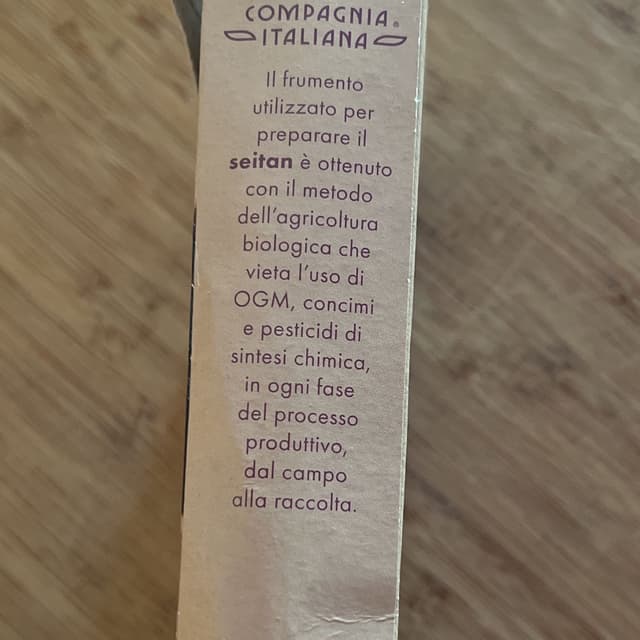 COMPAGNIA®
ITALIANA
Il frumento
utilizzato per
preparare il
seitan è ottenuto
con il metodo
dell'agricoltura
biologica che
vieta l'uso di
OGM, concimi
e pesticidi di
sintesi chimica,
in ogni fase
del processo
produttivo,
dal campo
alla raccolta.